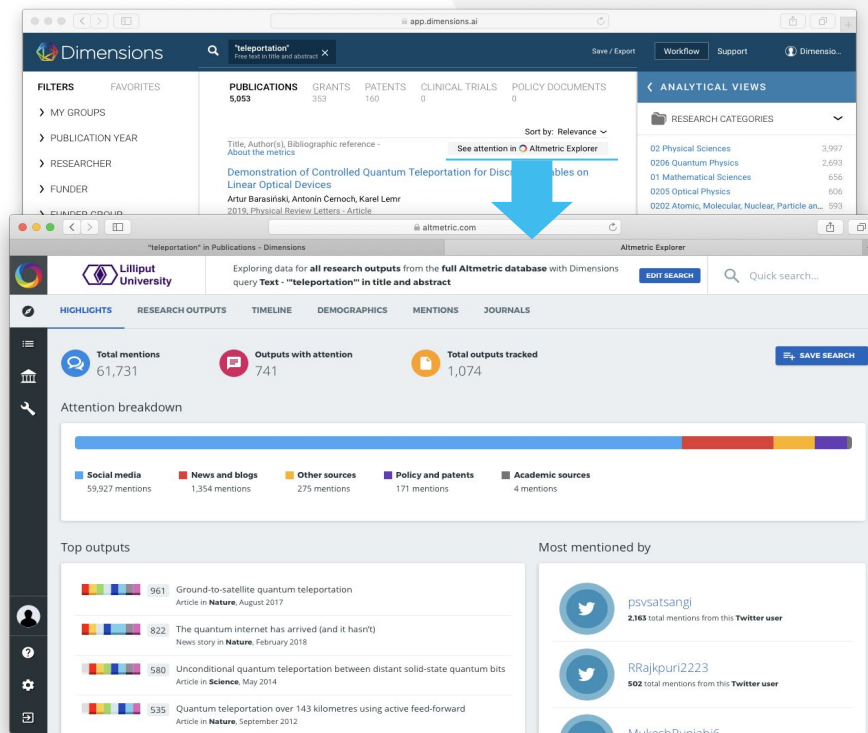 app.dimensions.ai
Dimensions
"teleportation"
Free text in title and abstract
Save / Export
Workflow
Support
Dimensio...
FILTERS
FAVORITES
MY GROUPS
PUBLICATION YEAR
RESEARCHER
FUNDER
PUBLICATIONS
5,053
GRANTS
353
PATENTS
160
CLINICAL TRIALS
0
POLICY DOCUMENTS
0
Sort by: Relevance
Title, Author(s), Bibliographic reference -
About the metrics
See attention in Altmetric Explorer
Demonstration of Controlled Quantum Teleportation for
Linear Optical Devices
Artur Barasiński, Antonín Černoch, Karel Lemr
2019, Physical Review Letters - Article
ANALYTICAL VIEWS
RESEARCH CATEGORIES
02 Physical Sciences 3,997
0206 Quantum Physics 2,693
01 Mathematical Sciences 656
0205 Optical Physics 606
0202 Atomic, Molecular, Nuclear, Particle an... 593
altmetric.com
"teleportation" in Publications - Dimensions
Altmetric Explorer
Lilliput
University
Exploring data for all research outputs from the full Altmetric database with Dimensions
query Text - '"teleportation"' in title and abstract
EDIT SEARCH
Quick search...
HIGHLIGHTS
RESEARCH OUTPUTS
TIMELINE
DEMOGRAPHICS
MENTIONS
JOURNALS
Total mentions
61,731
Outputs with attention
741
Total outputs tracked
1,074
SAVE SEARCH
Attention breakdown
Social media
59,927 mentions
News and blogs
1,354 mentions
Other sources
275 mentions
Policy and patents
171 mentions
Academic sources
4 mentions
Top outputs
961 Ground-to-satellite quantum teleportation
Article in Nature, August 2017
822 The quantum internet has arrived (and it hasn't)
News story in Nature, February 2018
580 Unconditional quantum teleportation between distant solid-state quantum bits
Article in Science, May 2014
535 Quantum teleportation over 143 kilometres using active feed-forward
Article in Nature, September 2012
Most mentioned by
psvsatsangi
2,163 total mentions from this Twitter user
RRajkpuri2223
502 total mentions from this Twitter user